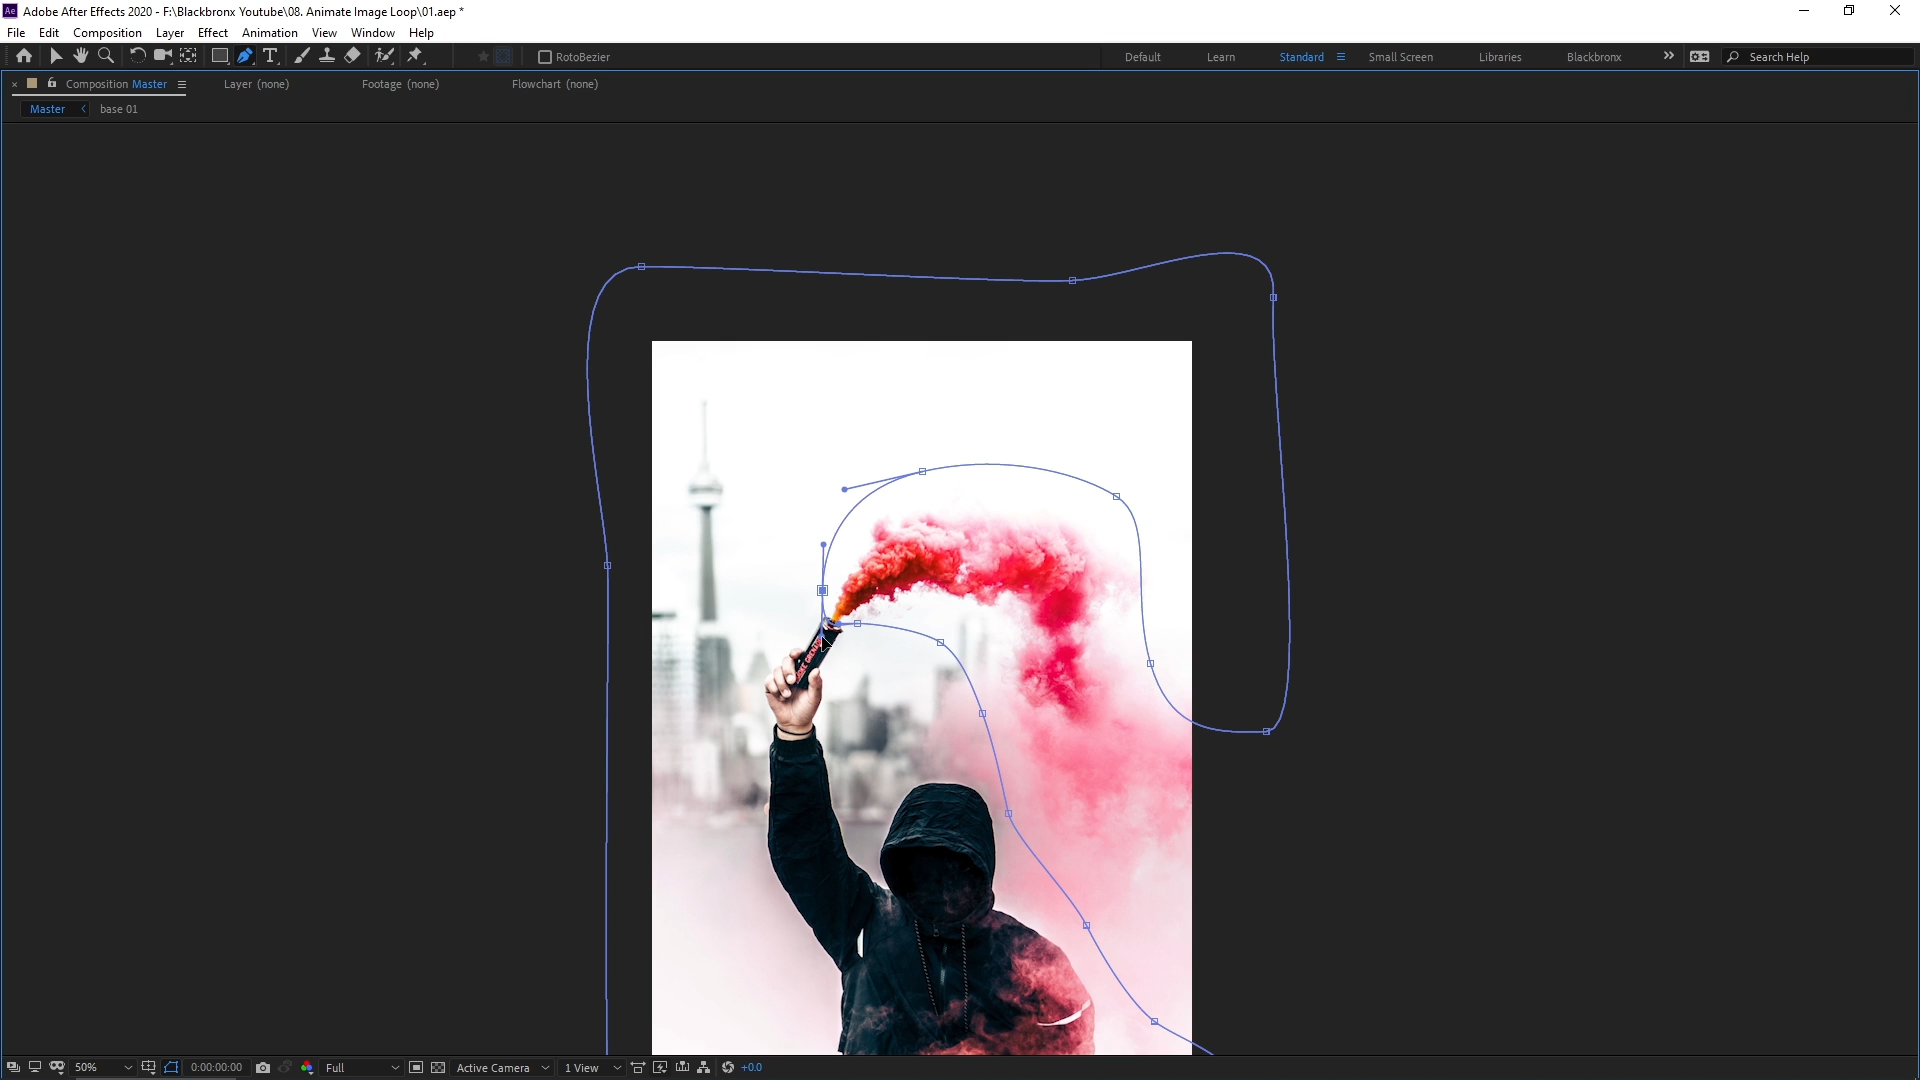 Ae Adobe After Effects 2020 - F:\Blackbronx Youtube\08. Animate Image Loop\01.aep *
File Edit Composition Layer Effect Animation View Window Help
RotoBezier Default Learn Standard Small Screen Libraries Blackbronx Search Help
Composition Master Layer (none) Footage (none) Flowchart (none)
Master base 01
50% 0:00:00:00 Full Active Camera 1 View +0.0